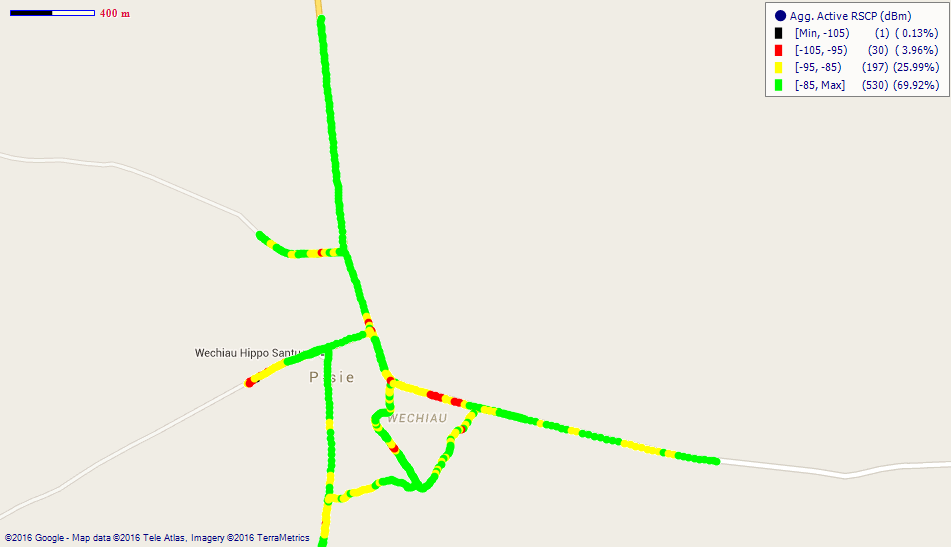 400 m
Agg. Active RSCP (dBm)
[Min, -105) (1) ( 0.13%)
[-105, -95) (30) ( 3.96%)
[-95, -85) (197) (25.99%)
[-85, Max] (530) (69.92%)
Wechiau Hippo
WECHIAU
©2016 Google - Map data ©2016 Tele Atlas, Imagery ©2016 TerraMetrics